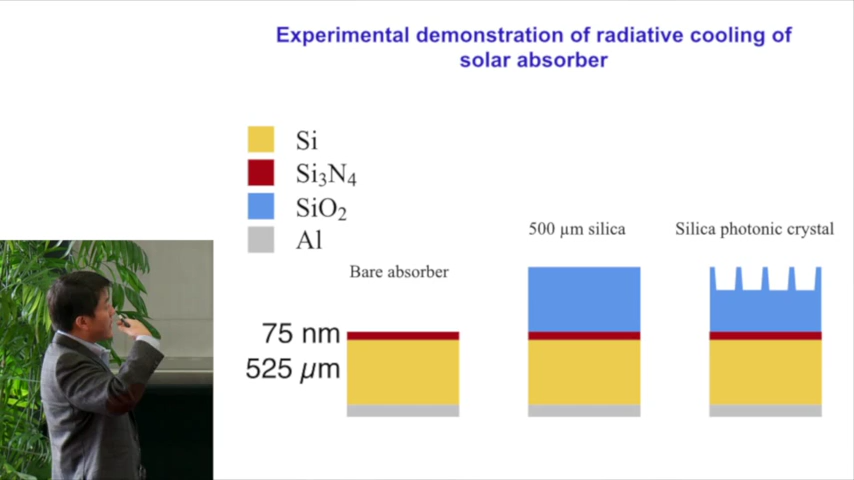 Experimental demonstration of radiative cooling of
solar absorber
Si
Si₃N₄
SiO₂
Al
500 µm silica
Silica photonic crystal
Bare absorber
75 nm
525 µm